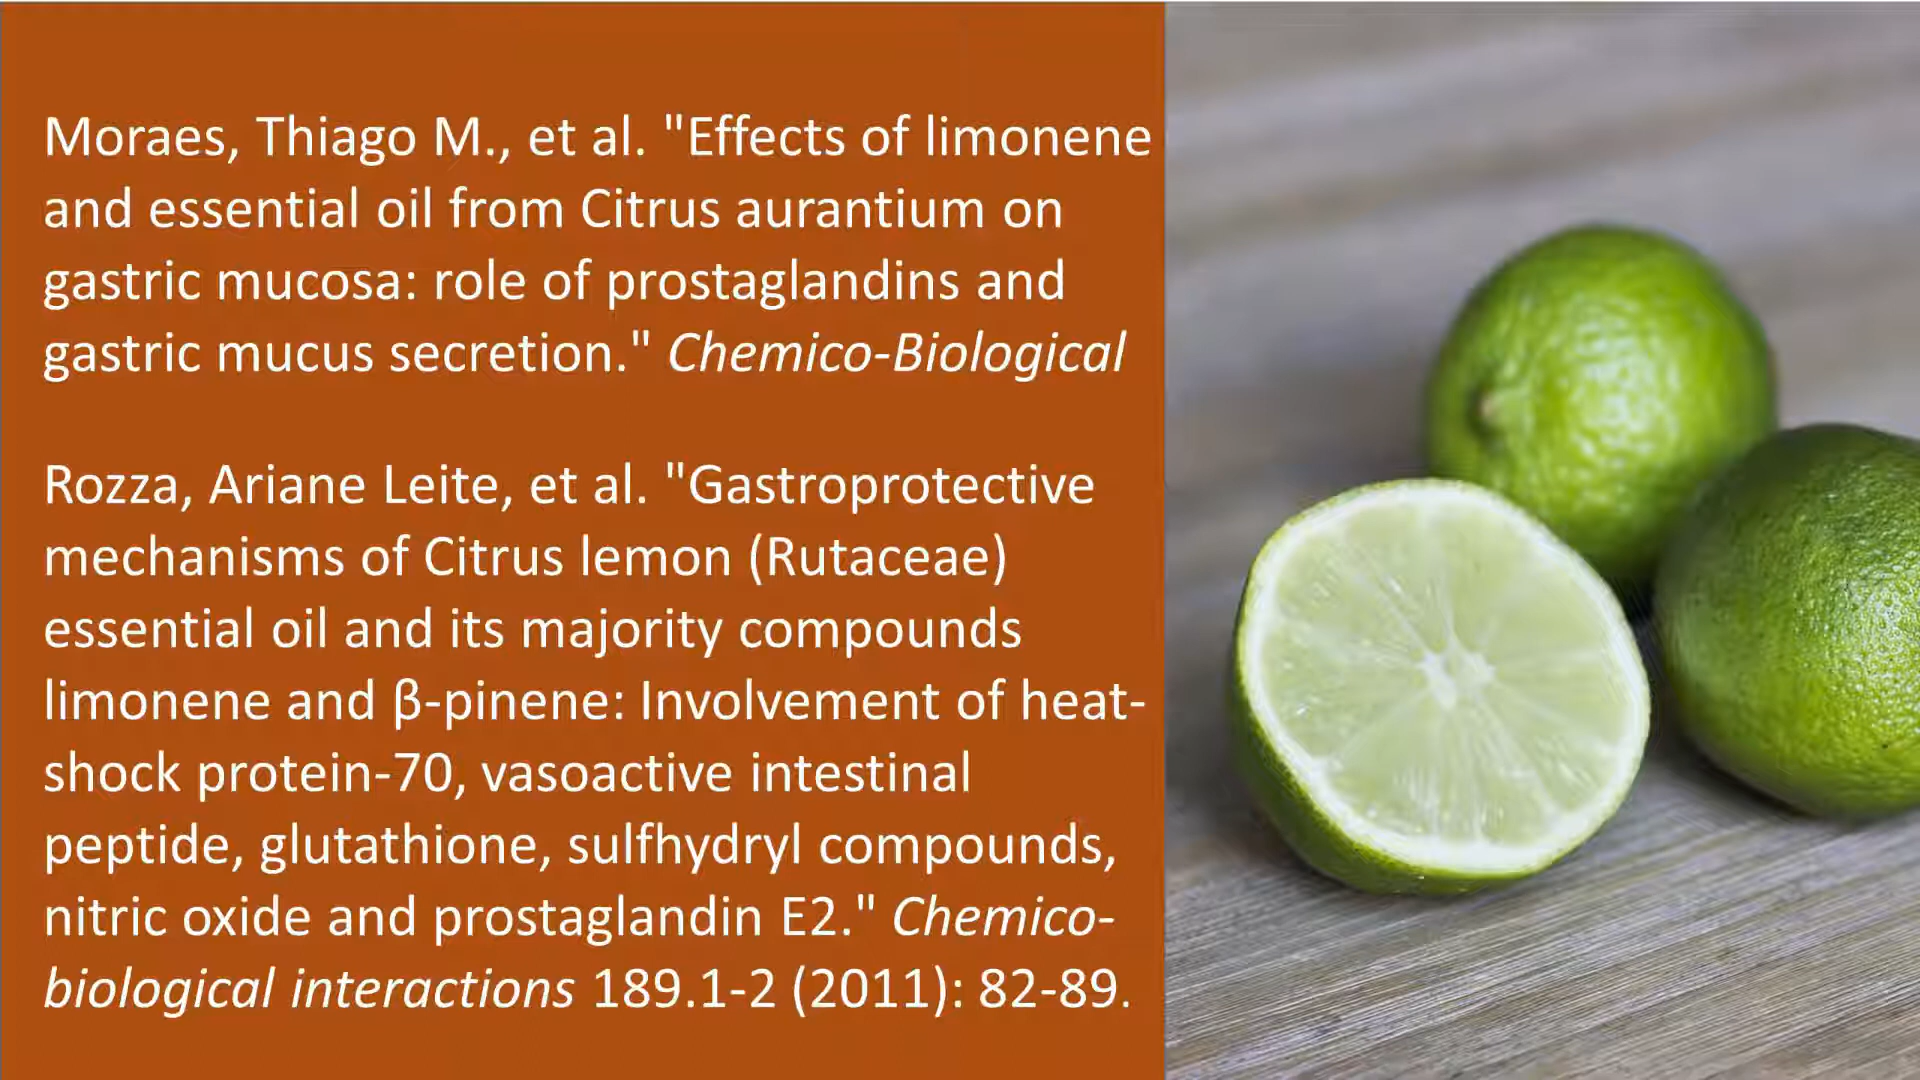 Moraes, Thiago M., et al. "Effects of limonene
and essential oil from Citrus aurantium on
gastric mucosa: role of prostaglandins and
gastric mucus secretion." Chemico-Biological
Rozza, Ariane Leite, et al. "Gastroprotective
mechanisms of Citrus lemon (Rutaceae)
essential oil and its majority compounds
limonene and β-pinene: Involvement of heat-
shock protein-70, vasoactive intestinal
peptide, glutathione, sulfhydryl compounds,
nitric oxide and prostaglandin E2." Chemico-
biological interactions 189.1-2 (2011): 82-89.